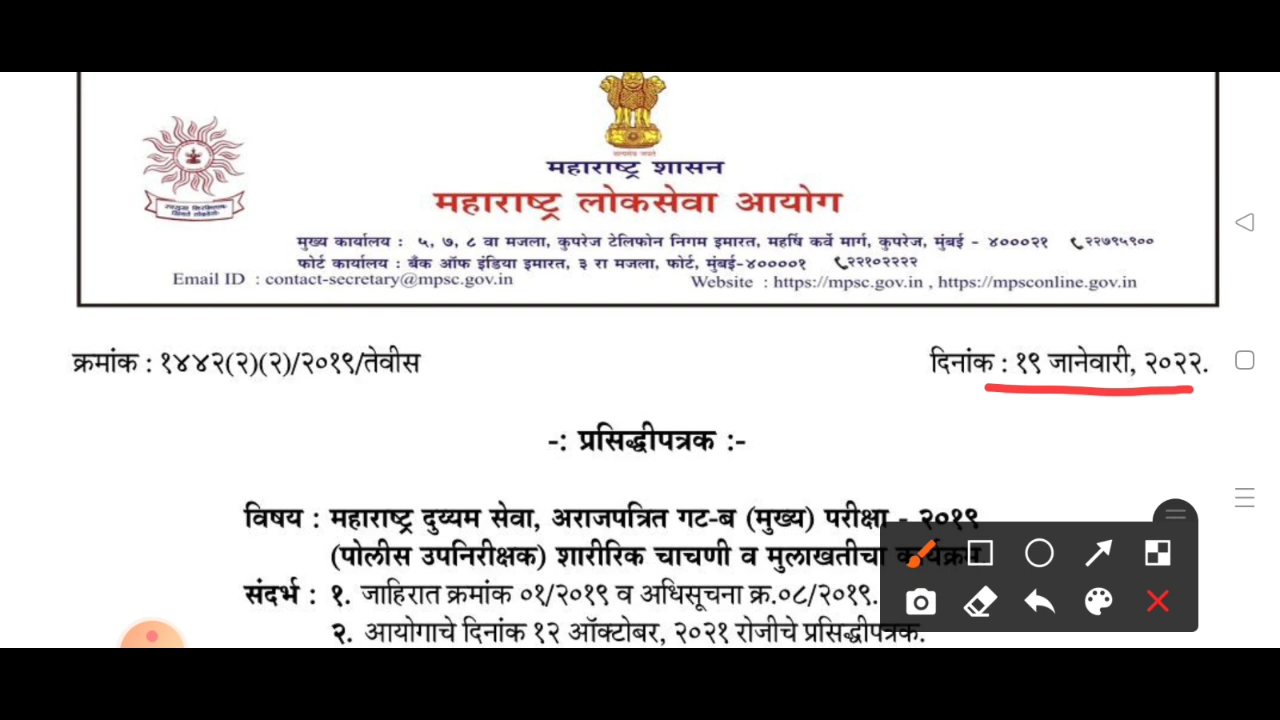 महाराष्ट्र शासन
महाराष्ट्र लोकसेवा आयोग
मुख्य कार्यालय : ५, ७, ८ वा मजला, कुपरेज टेलिफोन निगम इमारत, महर्षि कर्वे मार्ग, कुपरेज, मुंबई - ४०००२१ २२७९५९००
फोर्ट कार्यालय : बँक ऑफ इंडिया इमारत, ३ रा मजला, फोर्ट, मुंबई-४००००१ २२१०२२२२
Email ID : contact-secretary@mpsc.gov.in Website : https://mpsc.gov.in , https://mpsconline.gov.in
क्रमांक : १४४२(२)(२)/२०१९/तेवीस दिनांक : १९ जानेवारी, २०२२.
-: प्रसिद्धीपत्रक :-
विषय : महाराष्ट्र दुय्यम सेवा, अराजपत्रित गट-ब (मुख्य) परीक्षा - २०१९
(पोलीस उपनिरीक्षक) शारीरिक चाचणी व मुलाखतीचा कार्यक्रम.
संदर्भ : १. जाहिरात क्रमांक ०१/२०१९ व अधिसूचना क्र.०८/२०१९.
२. आयोगाचे दिनांक १२ ऑक्टोबर, २०२१ रोजीचे प्रसिद्धीपत्रक.